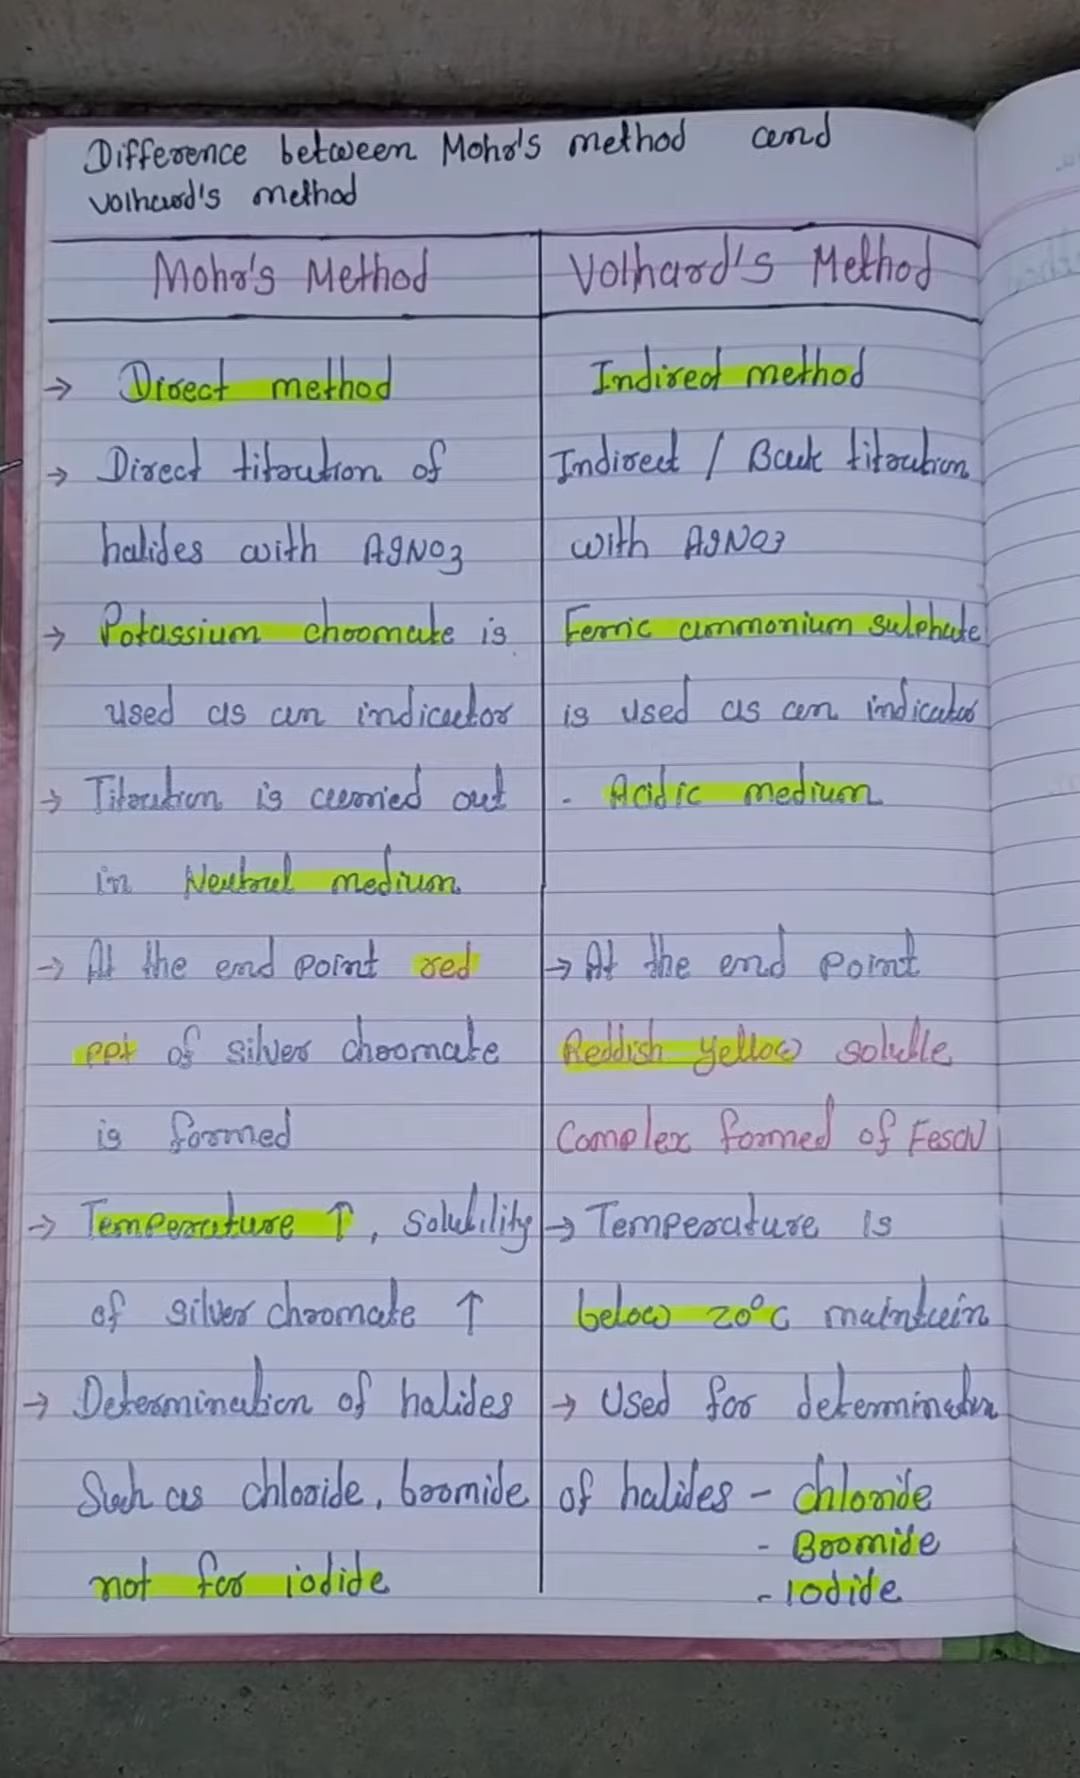 Difference between Mohr's method and
Volhard's method
Mohr's Method
Volhard's Method
→ Direct method
Indirect method
→ Direct titration of
halides with AgNO3
Indirect / Back titration
with AgNO3
→ Potassium chromate is
used as an indicator
Ferric ammonium sulphate
is used as an indicator
→ Titration is carried out
in Neutral medium
- Acidic medium
→ At the end point red
ppt of silver chromate
is formed
→ At the end point
Reddish yellow soluble
Complex formed of FeSCN
→ Temperature ↑, solubility
of silver chromate ↑
→ Temperature is
below 20°C maintain
→ Determination of halides
Such as chloride, bromide
not for iodide
→ Used for determination
of halides - chloride
- Bromide
- Iodide